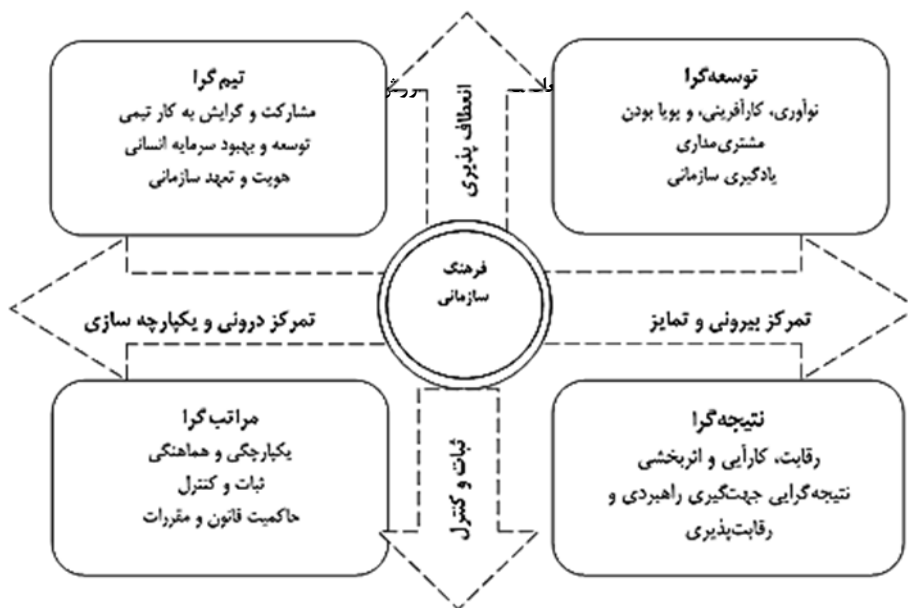 توسعه‌گرا
نوآوری، کارآفرینی، و پویا بودن
مشتری‌مداری
یادگیری سازمانی
انعطاف پذیری
تیم‌گرا
مشارکت و گرایش به کار تیمی
توسعه و بهبود سرمایه انسانی
هویت و تعهد سازمانی
تمرکز بیرونی و تمایز
فرهنگ
سازمانی
تمرکز درونی و یکپارچه سازی
نتیجه‌گرا
رقابت، کارآیی و اثربخشی
نتیجه‌گرایی جهت‌گیری راهبردی و
رقابت‌پذیری
ثبات و کنترل
مراتب‌گرا
یکپارچگی و هماهنگی
ثبات و کنترل
حاکمیت قانون و مقررات